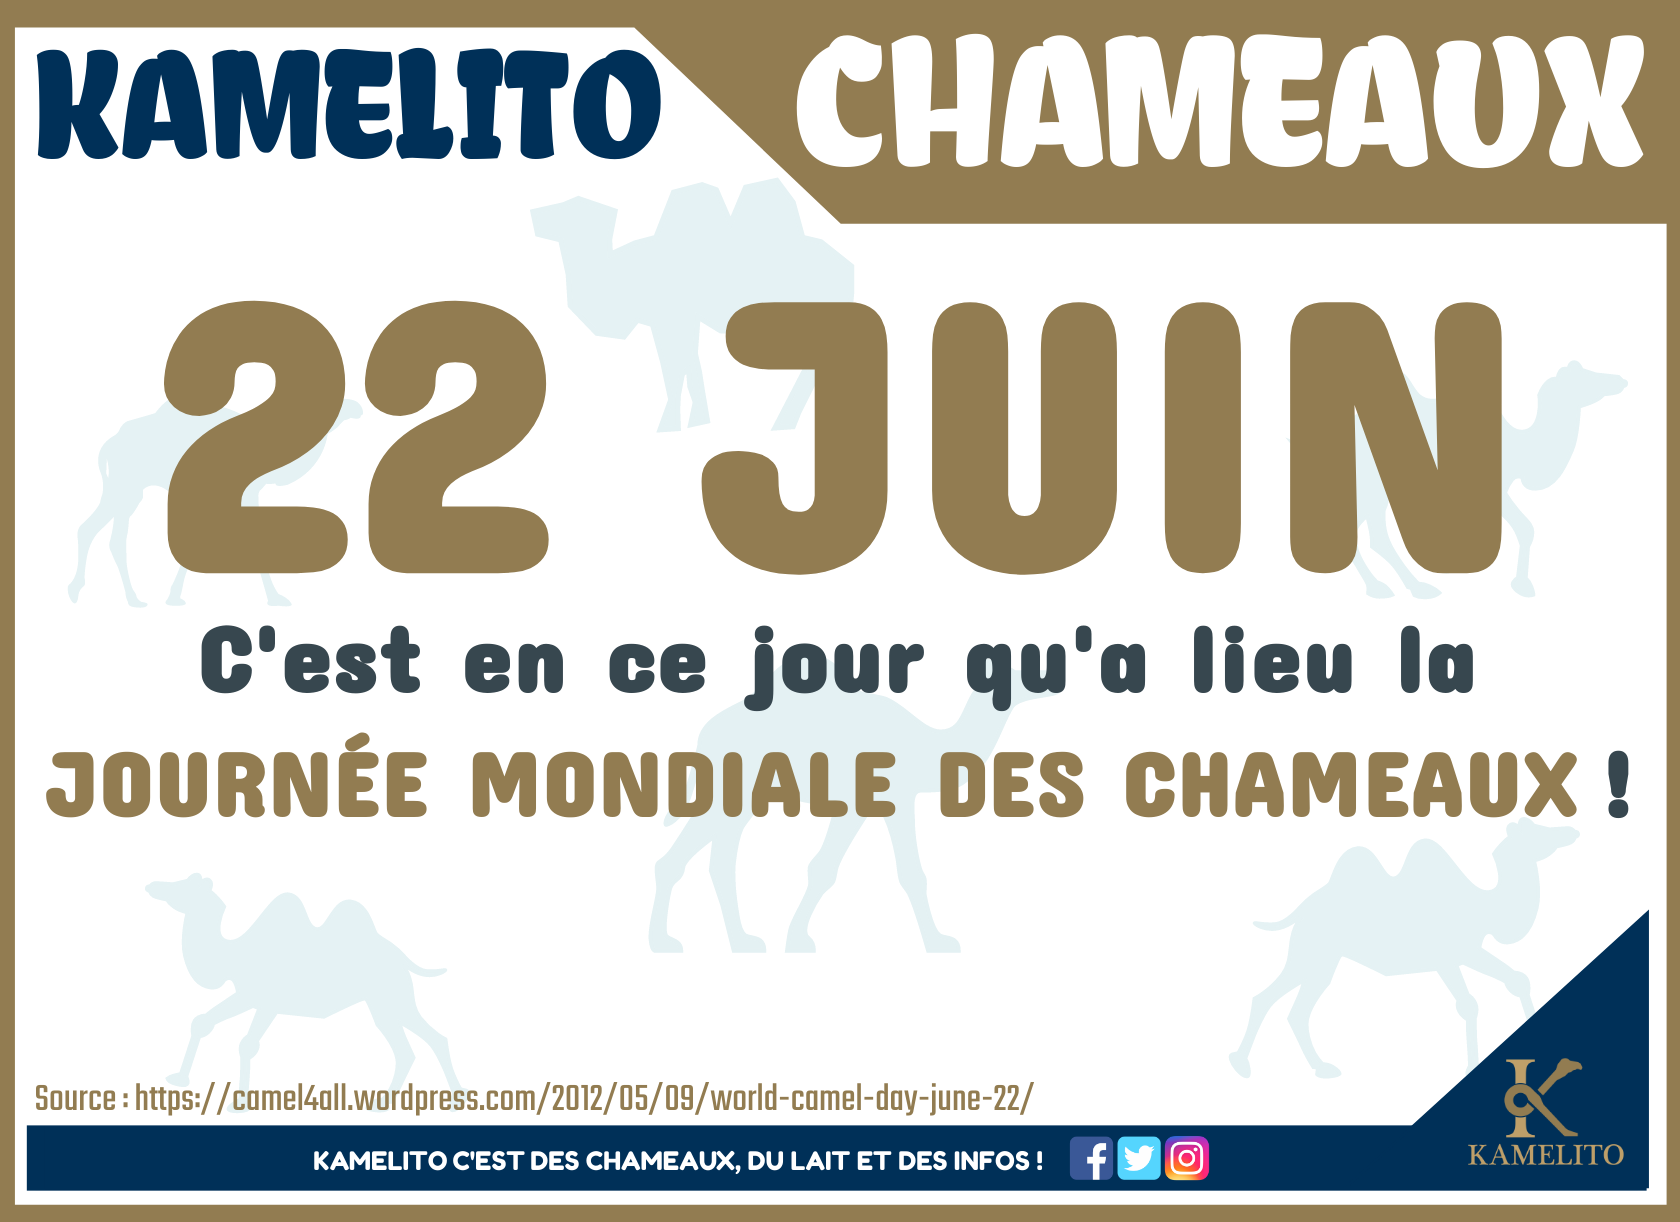 KAMELITO
CHAMEAUX
22 JUIN
C'est en ce jour qu'a lieu la
JOURNÉE MONDIALE DES CHAMEAUX !
Source : https://camel4all.wordpress.com/2012/05/09/world-camel-day-june-22/
KAMELITO C'EST DES CHAMEAUX, DU LAIT ET DES INFOS !
KAMELITO